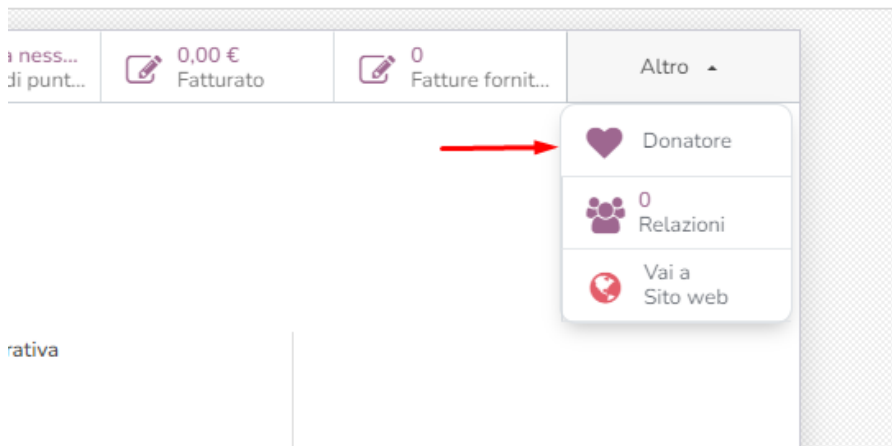 a ness...
di punt...
0,00 €
Fatturato
0
Fatture fornit...
Altro
Donatore
0
Relazioni
Vai a
Sito web
rativa